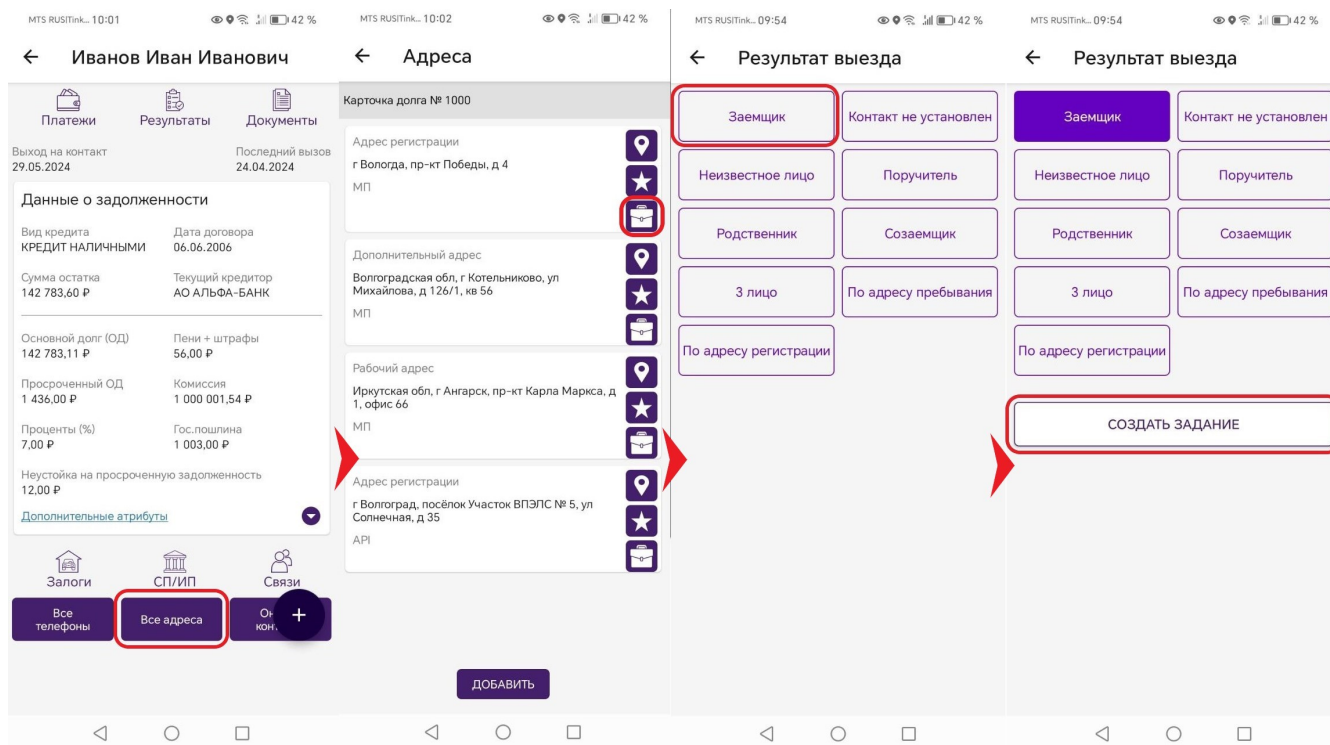 MTS RUSITink... 10:01
42 %
Иванов Иван Иванович
Платежи
Результаты
Документы
Выход на контакт
29.05.2024
Последний вызов
24.04.2024
Данные о задолженности
Вид кредита
КРЕДИТ НАЛИЧНЫМИ
Дата договора
06.06.2006
Сумма остатка
142 783,60 ₽
Текущий кредитор
АО АЛЬФА-БАНК
Основной долг (ОД)
142 783,11 ₽
Пени + штрафы
56,00 ₽
Просроченный ОД
1 436,00 ₽
Комиссия
1 000 001,54 ₽
Проценты (%)
7,00 ₽
Гос.пошлина
1 003,00 ₽
Неустойка на просроченную задолженность
12,00 ₽
Дополнительные атрибуты
Залоги
СП/ИП
Связи
Все
телефоны
Все адреса
+
MTS RUSITink... 10:02
42 %
Адреса
Карточка долга № 1000
Адрес регистрации
г Вологда, пр-кт Победы, д 4
МП
Дополнительный адрес
Волгоградская обл, г Котельниково, ул
Михайлова, д 126/1, кв 56
МП
Рабочий адрес
Иркутская обл, г Ангарск, пр-кт Карла Маркса, д
1, офис 66
МП
Адрес регистрации
г Волгоград, посёлок Участок ВПЭЛС № 5, ул
Солнечная, д 35
API
ДОБАВИТЬ
MTS RUSITink... 09:54
42 %
Результат выезда
Заемщик
Контакт не установлен
Неизвестное лицо
Поручитель
Родственник
Созаемщик
3 лицо
По адресу пребывания
По адресу регистрации
MTS RUSITink... 09:54
42 %
Результат выезда
Заемщик
Контакт не установлен
Неизвестное лицо
Поручитель
Родственник
Созаемщик
3 лицо
По адресу пребывания
По адресу регистрации
СОЗДАТЬ ЗАДАНИЕ